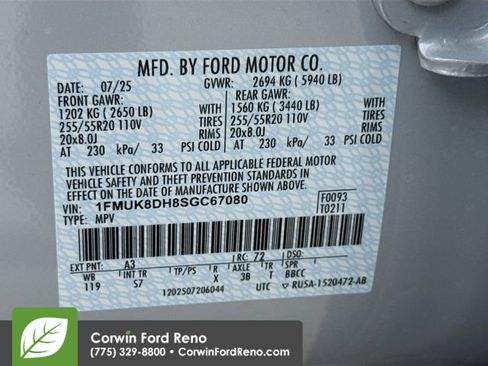 MFD. BY FORD MOTOR CO.
DATE: 07/25 GVWR: 2694 KG ( 5940 LB)
FRONT GAWR: REAR GAWR:
1202 KG ( 2650 LB) WITH 1560 KG ( 3440 LB) WITH
255/55R20 110V TIRES 255/55R20 110V TIRES
20x8.0J RIMS 20x8.0J RIMS
AT 230 kPa/ 33 PSI COLD AT 230 kPa/ 33 PSI COLD
THIS VEHICLE CONFORMS TO ALL APPLICABLE FEDERAL MOTOR
VEHICLE SAFETY AND THEFT PREVENTION STANDARDS IN EFFECT ON THE
DATE OF MANUFACTURE SHOWN ABOVE.
VIN: 1FMUK8DH8SGC67080 F0093
TYPE: MPV T0211
EXT PNT: A3 RC: 72 DSO:
WB INT TR TP/PS R AXLE TR SPR
119 S7 X 3B T BBCC
1202507206044 UTC RU5A-1520472-AB
Corwin Ford Reno
(775) 329-8800 • CorwinFordReno.com